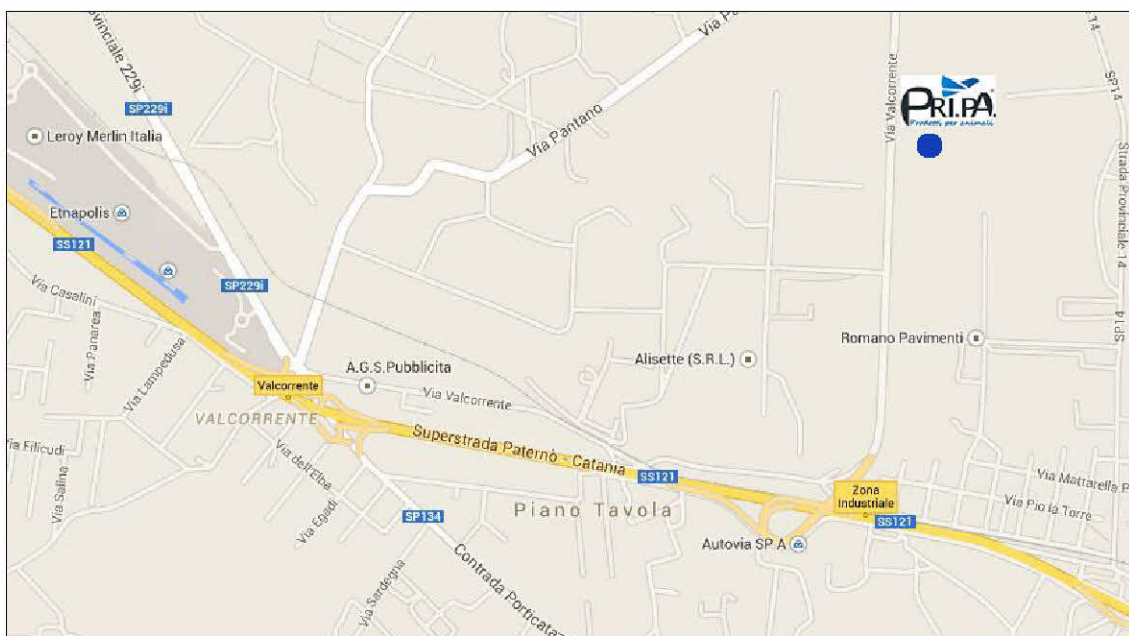 ovinciale 229i
SP229i
Leroy Merlin Italia
Etnapolis
SS121
SP229i
Via Casalini
Via Panarea
Via Lampedusa
Valcorrente
VALCORRENTE
A.G.S.Pubblicita
Via Valcorrente
Via Filicudi
Via Salina
Via dell'Elba
Via Egadi
SP134
Via Sardegna
Contrada Porticata
Superstrada Paternò - Catania
SS121
Piano Tavola
Autovia SP.A
Zona
Industriale
SS121
Via Pantano
Via Pa
Alisette (S.R.L.)
Via Valcorrente
PRI.PA.
Prodotti per animali
SP14
Strada Provinciale 14
SP14
Romano Pavimenti
Via Mattarella P
Via Pio la Torre